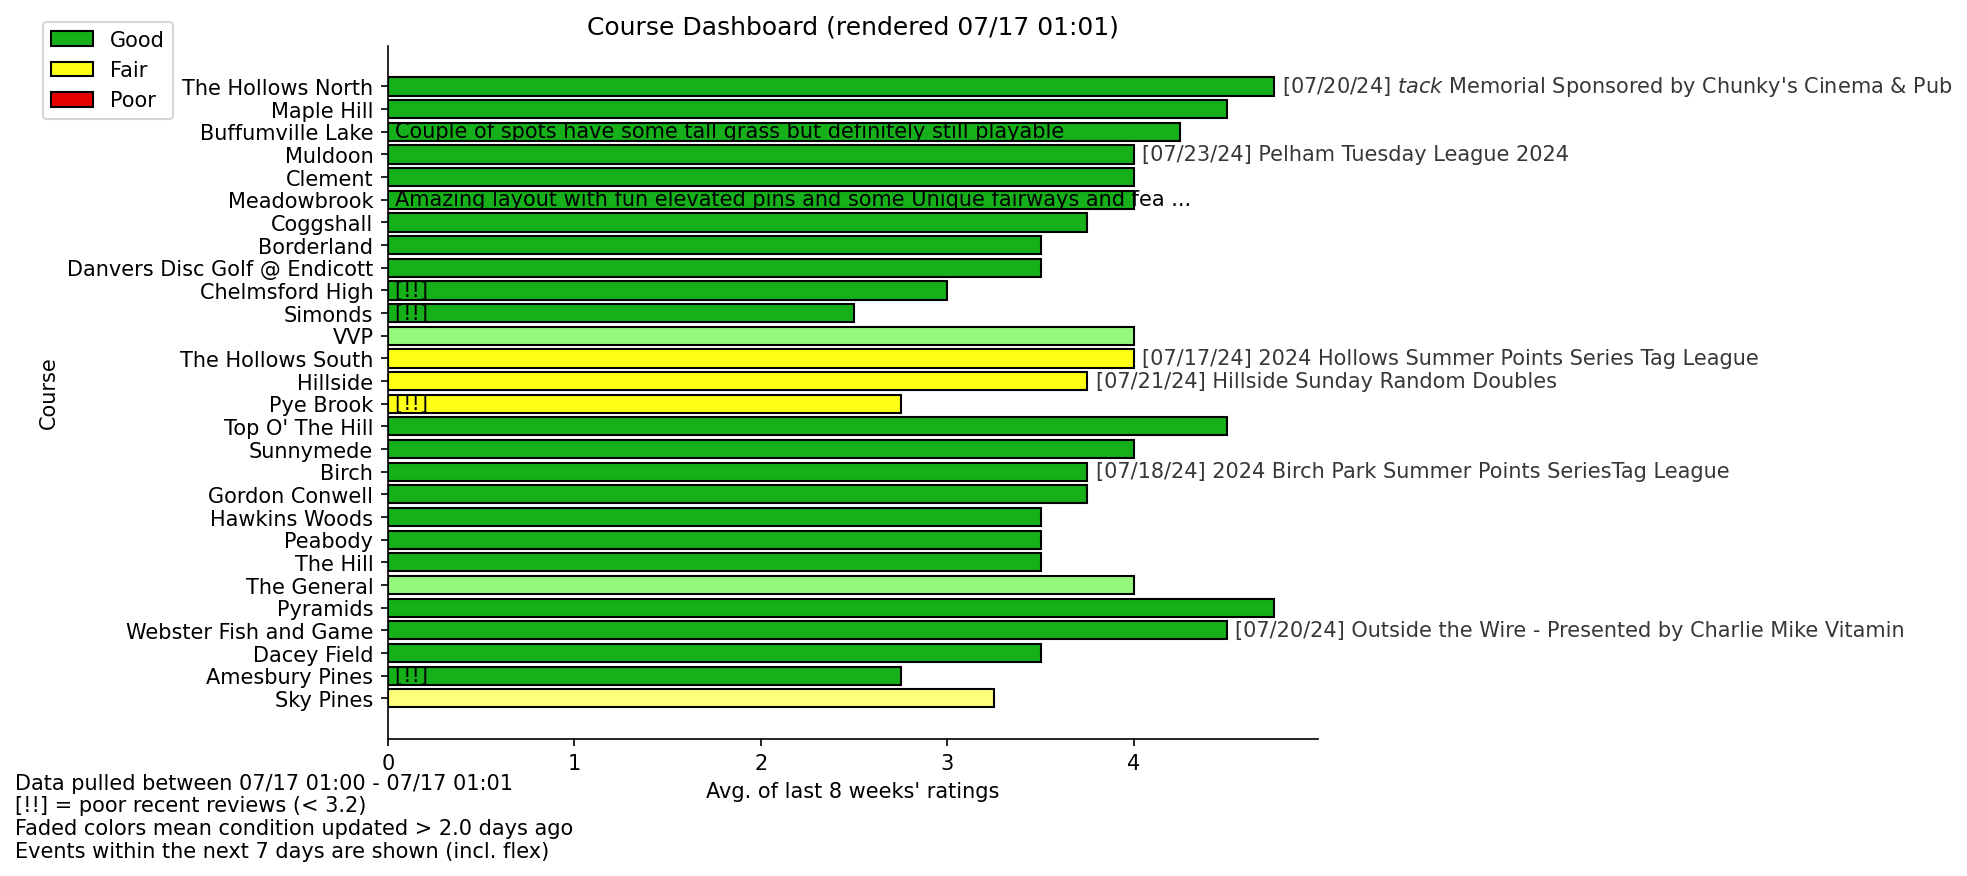 Course Dashboard (rendered 07/17 01:01)
Good
Fair
Poor
The Hollows North [07/20/24] tack Memorial Sponsored by Chunky's Cinema & Pub
Maple Hill
Buffumville Lake Couple of spots have some tall grass but definitely still playable
Muldoon [07/23/24] Pelham Tuesday League 2024
Clement
Meadowbrook Amazing layout with fun elevated pins and some Unique fairways and fea ...
Coggshall
Borderland
Danvers Disc Golf @ Endicott
Chelmsford High [!!]
Simonds [!!]
VVP
The Hollows South [07/17/24] 2024 Hollows Summer Points Series Tag League
Hillside [07/21/24] Hillside Sunday Random Doubles
Pye Brook [!!]
Top O' The Hill
Sunnymede
Birch [07/18/24] 2024 Birch Park Summer Points SeriesTag League
Gordon Conwell
Hawkins Woods
Peabody
The Hill
The General
Pyramids
Webster Fish and Game [07/20/24] Outside the Wire - Presented by Charlie Mike Vitamin
Dacey Field
Amesbury Pines [!!]
Sky Pines
Course
0 1 2 3 4
Avg. of last 8 weeks' ratings
Data pulled between 07/17 01:00 - 07/17 01:01
[!!] = poor recent reviews (< 3.2)
Faded colors mean condition updated > 2.0 days ago
Events within the next 7 days are shown (incl. flex)